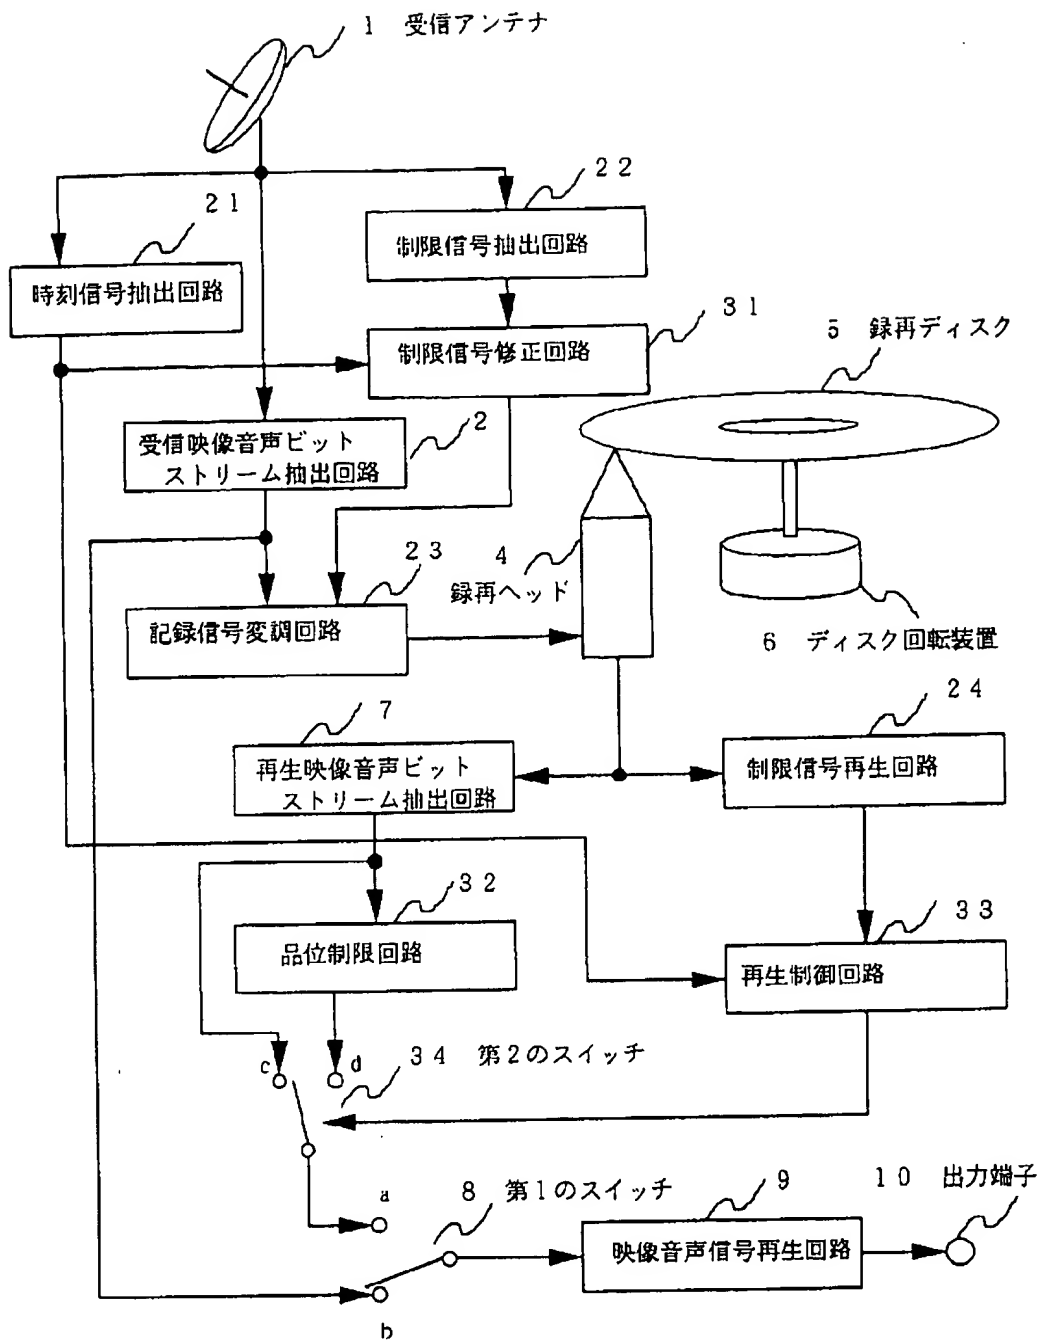 1 受信アンテナ
22
21
制限信号抽出回路
時刻信号抽出回路
31
制限信号修正回路
5 録再ディスク
2
受信映像音声ビット
ストリーム抽出回路
4
録再ヘッド
23
記録信号変調回路
6 ディスク回転装置
24
7
再生映像音声ビット
ストリーム抽出回路
制限信号再生回路
32
33
品位制限回路
再生制御回路
c
d
34 第2のスイッチ
a
8 第1のスイッチ
9
10 出力端子
映像音声信号再生回路
b